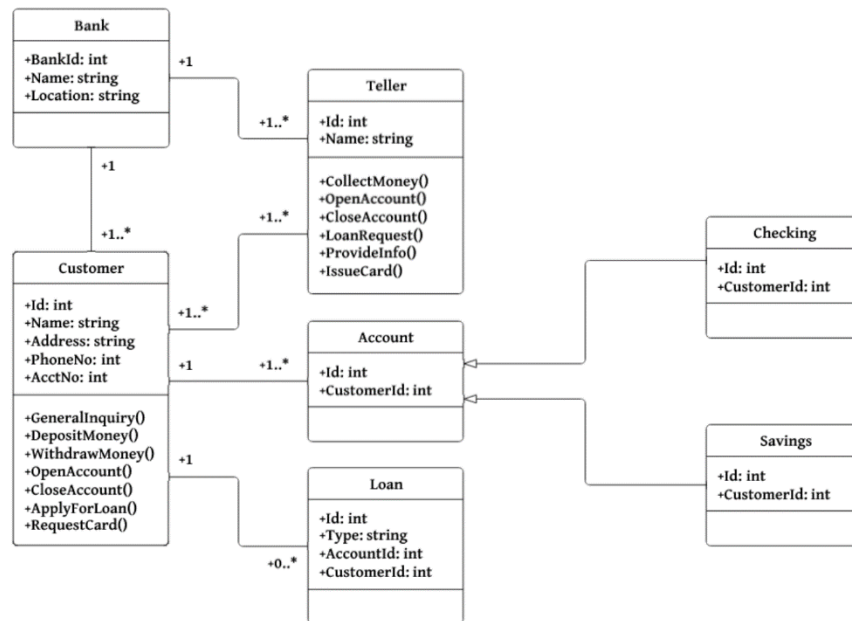 Bank
+BankId: int
+Name: string
+Location: string
+1
+1..*
+1
+1..*
Teller
+Id: int
+Name: string
+CollectMoney()
+OpenAccount()
+CloseAccount()
+LoanRequest()
+ProvideInfo()
+IssueCard()
Customer
+Id: int
+Name: string
+Address: string
+PhoneNo: int
+AcctNo: int
+GeneralInquiry()
+DepositMoney()
+WithdrawMoney()
+OpenAccount()
+CloseAccount()
+ApplyForLoan()
+RequestCard()
+1..*
+1..*
+1
+1..*
+1
+0..*
Account
+Id: int
+CustomerId: int
Loan
+Id: int
+Type: string
+AccountId: int
+CustomerId: int
Checking
+Id: int
+CustomerId: int
Savings
+Id: int
+CustomerId: int